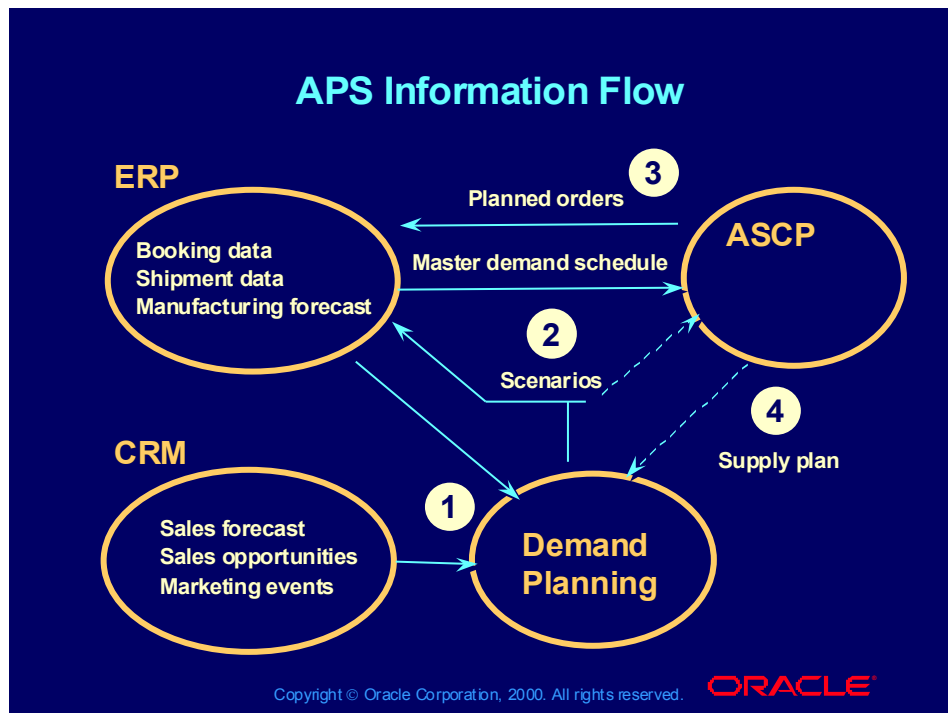 APS Information Flow
ERP
3
Planned orders
ASCP
Booking data
Shipment data
Manufacturing forecast
Master demand schedule
2
Scenarios
4
Supply plan
CRM
1
Sales forecast
Sales opportunities
Marketing events
Demand
Planning
Copyright © Oracle Corporation, 2000. All rights reserved.
ORACLE®